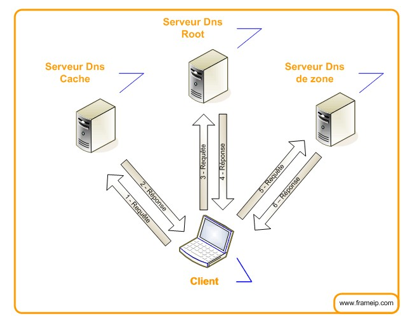 Serveur Dns
Root
Serveur Dns
Cache
Serveur Dns
de zone
1 - Requête
2 - Réponse
3 - Requête
4 - Réponse
5 - Requête
6 - Réponse
Client
www.frameip.com